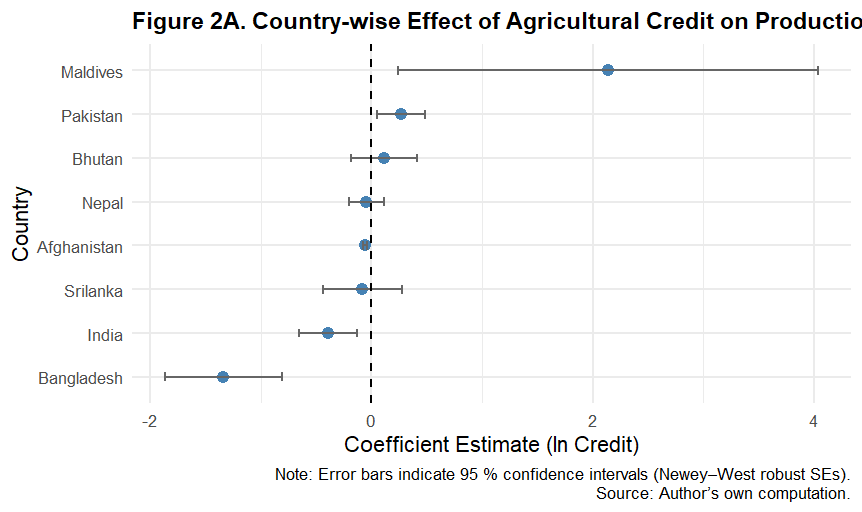 Figure 2A. Country-wise Effect of Agricultural Credit on Productio
Maldives
Pakistan
Bhutan
Nepal
Afghanistan
Srilanka
India
Bangladesh
Country
-2
0
2
4
Coefficient Estimate (ln Credit)
Note: Error bars indicate 95 % confidence intervals (Newey–West robust SEs).
Source: Author’s own computation.